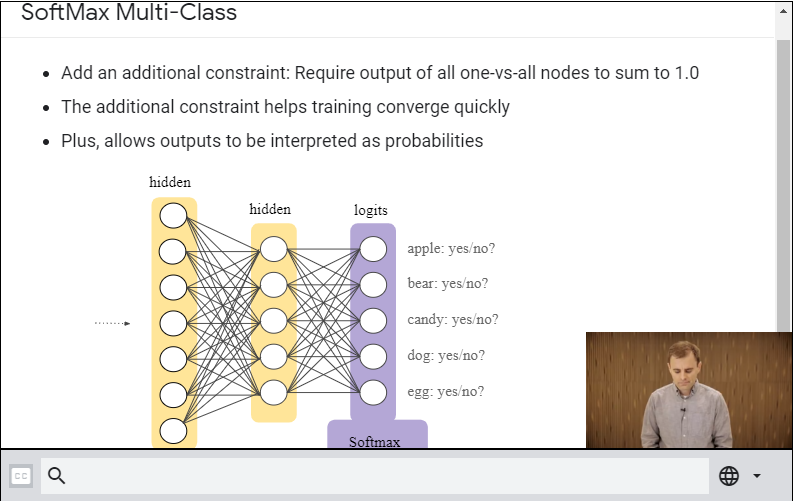 SoftMax Multi-Class
• Add an additional constraint: Require output of all one-vs-all nodes to sum to 1.0
• The additional constraint helps training converge quickly
• Plus, allows outputs to be interpreted as probabilities
hidden
hidden
logits
apple: yes/no?
bear: yes/no?
candy: yes/no?
dog: yes/no?
egg: yes/no?
Softmax
CC